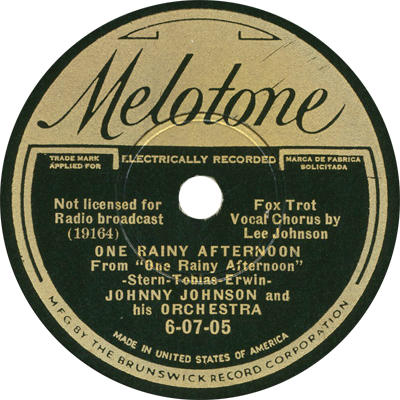 Melotone
TRADE MARK
APPLIED FOR
ELECTRICALLY RECORDED
MARCA DE FABRICA
SOLICITADA
Not licensed for
Radio broadcast
(19164)
Fox Trot
Vocal Chorus by
Lee Johnson
ONE RAINY AFTERNOON
From "One Rainy Afternoon"
-Stern-Tobias-Erwin-
JOHNNY JOHNSON and
his ORCHESTRA
6-07-05
MADE IN UNITED STATES OF AMERICA
MFG BY THE BRUNSWICK RECORD CORPORATION